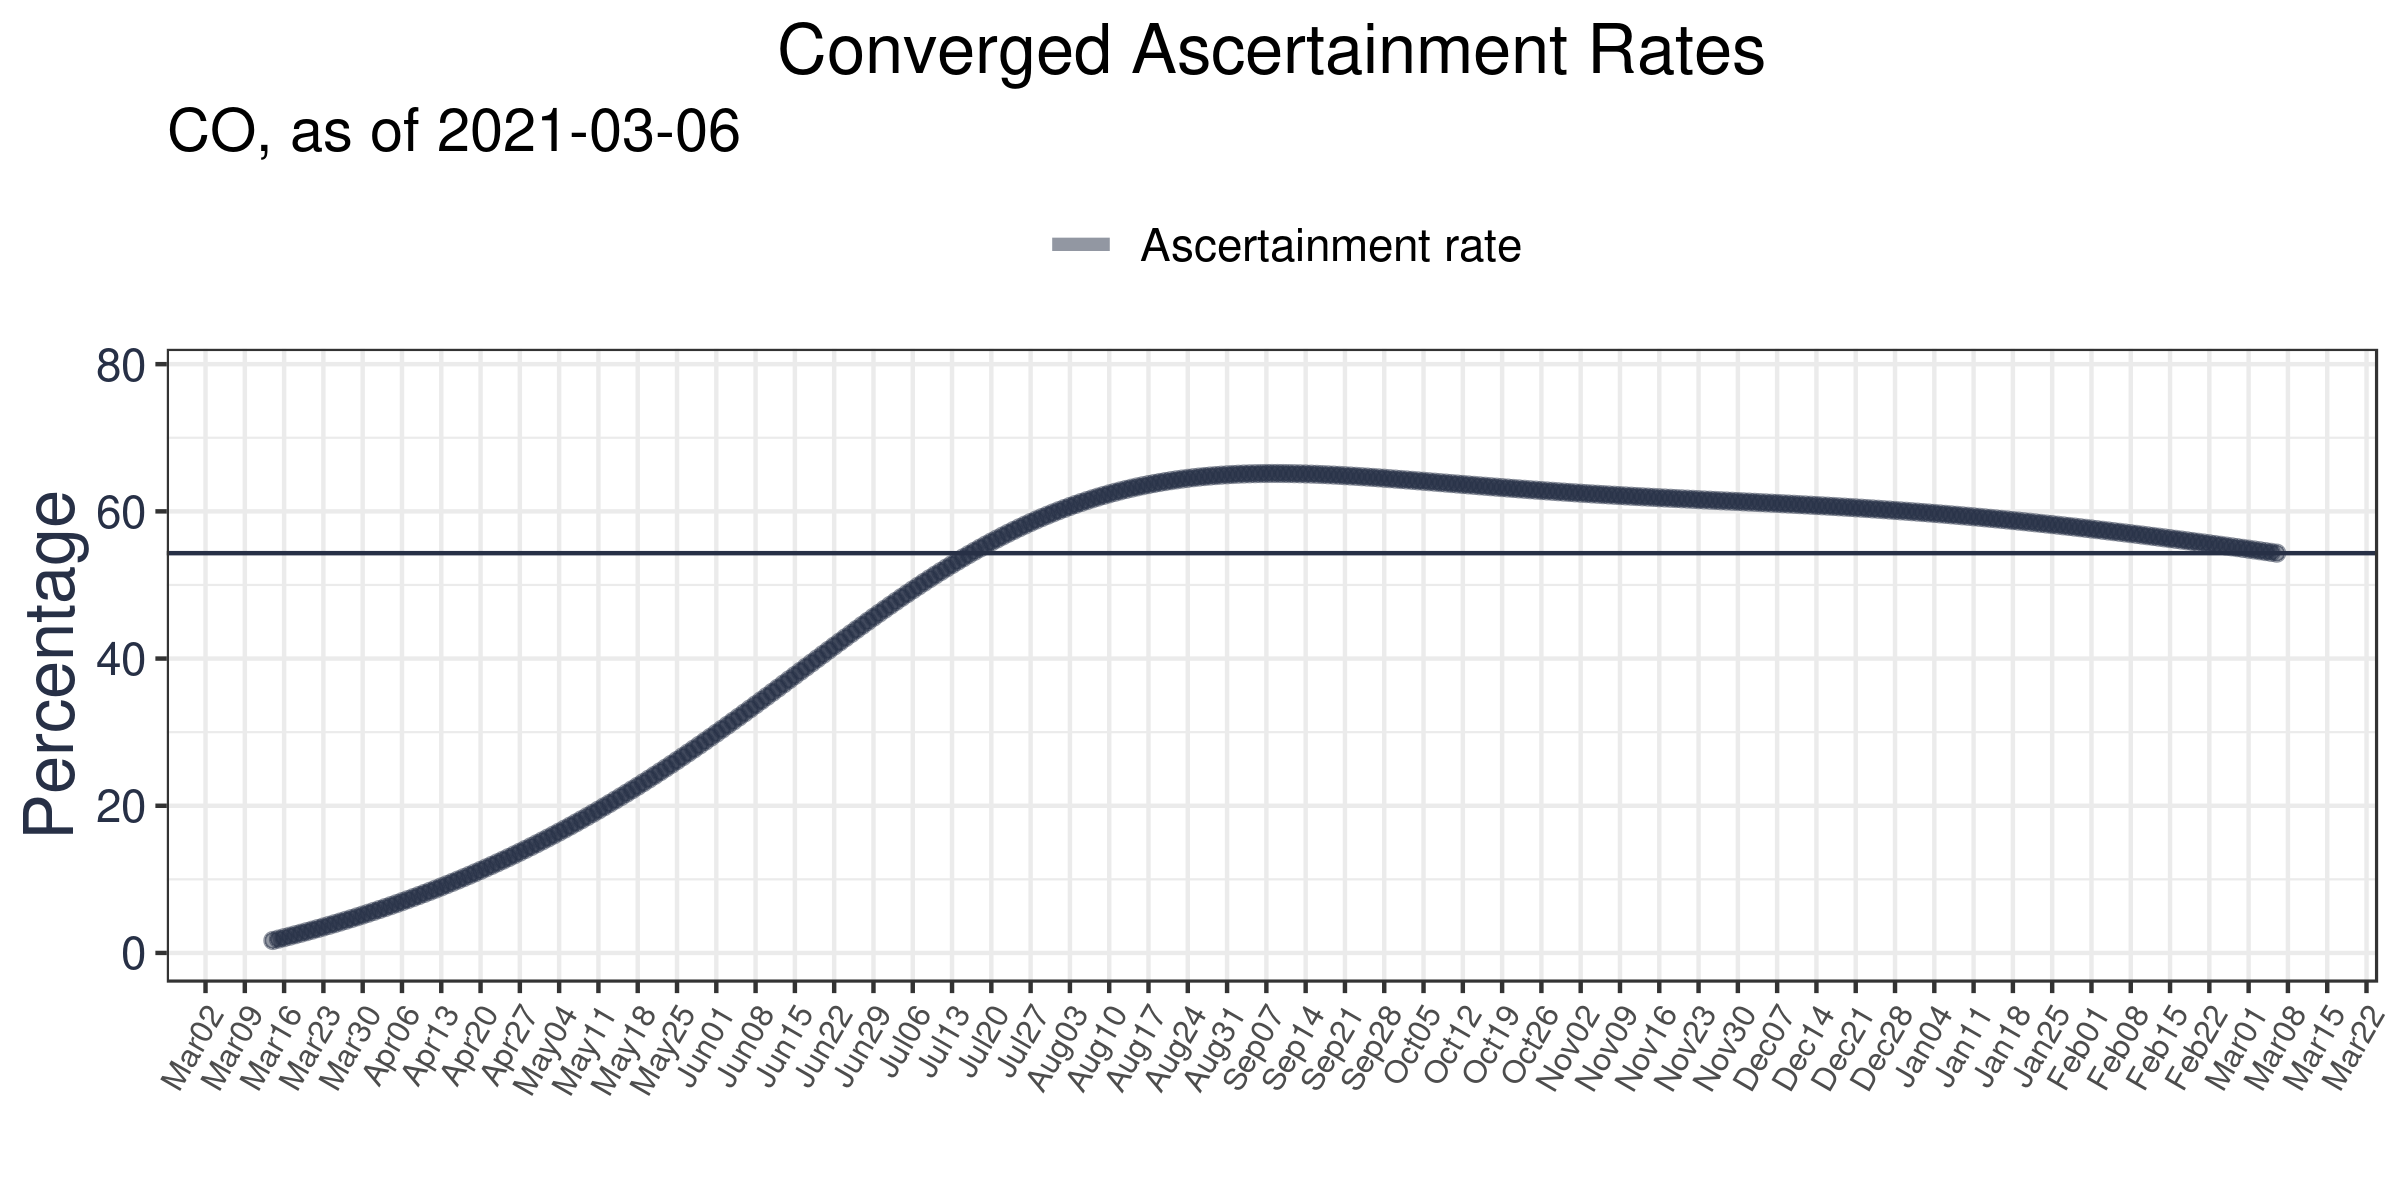 Converged Ascertainment Rates
CO, as of 2021-03-06
Ascertainment rate
Percentage
80
60
40
20
0
Mar02
Mar09
Mar16
Mar23
Mar30
Apr06
Apr13
Apr20
Apr27
May04
May11
May18
May25
Jun01
Jun08
Jun15
Jun22
Jun29
Jul06
Jul13
Jul20
Jul27
Aug03
Aug10
Aug17
Aug24
Aug31
Sep07
Sep14
Sep21
Sep28
Oct05
Oct12
Oct19
Oct26
Nov02
Nov09
Nov16
Nov23
Nov30
Dec07
Dec14
Dec21
Dec28
Jan04
Jan11
Jan18
Jan25
Feb01
Feb08
Feb15
Feb22
Mar01
Mar08
Mar15
Mar22